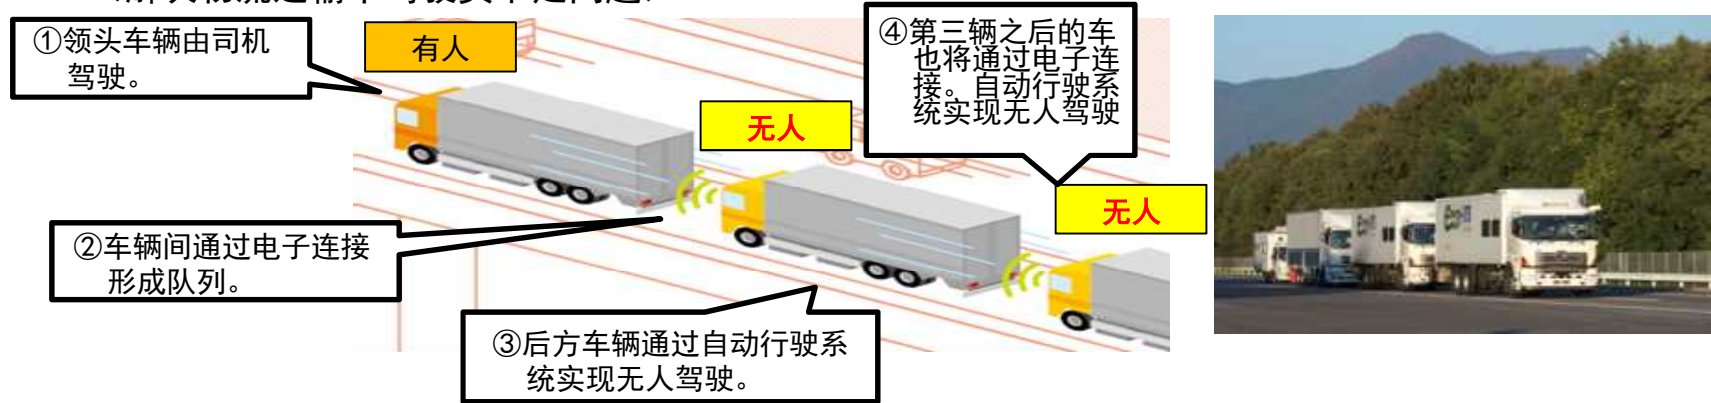 ①领头车辆由司机
驾驶。
有人
无人
④第三辆之后的车
也将通过电子连
接。自动行驶系
统实现无人驾驶
无人
②车辆间通过电子连接
形成队列。
③后方车辆通过自动行驶系
统实现无人驾驶。